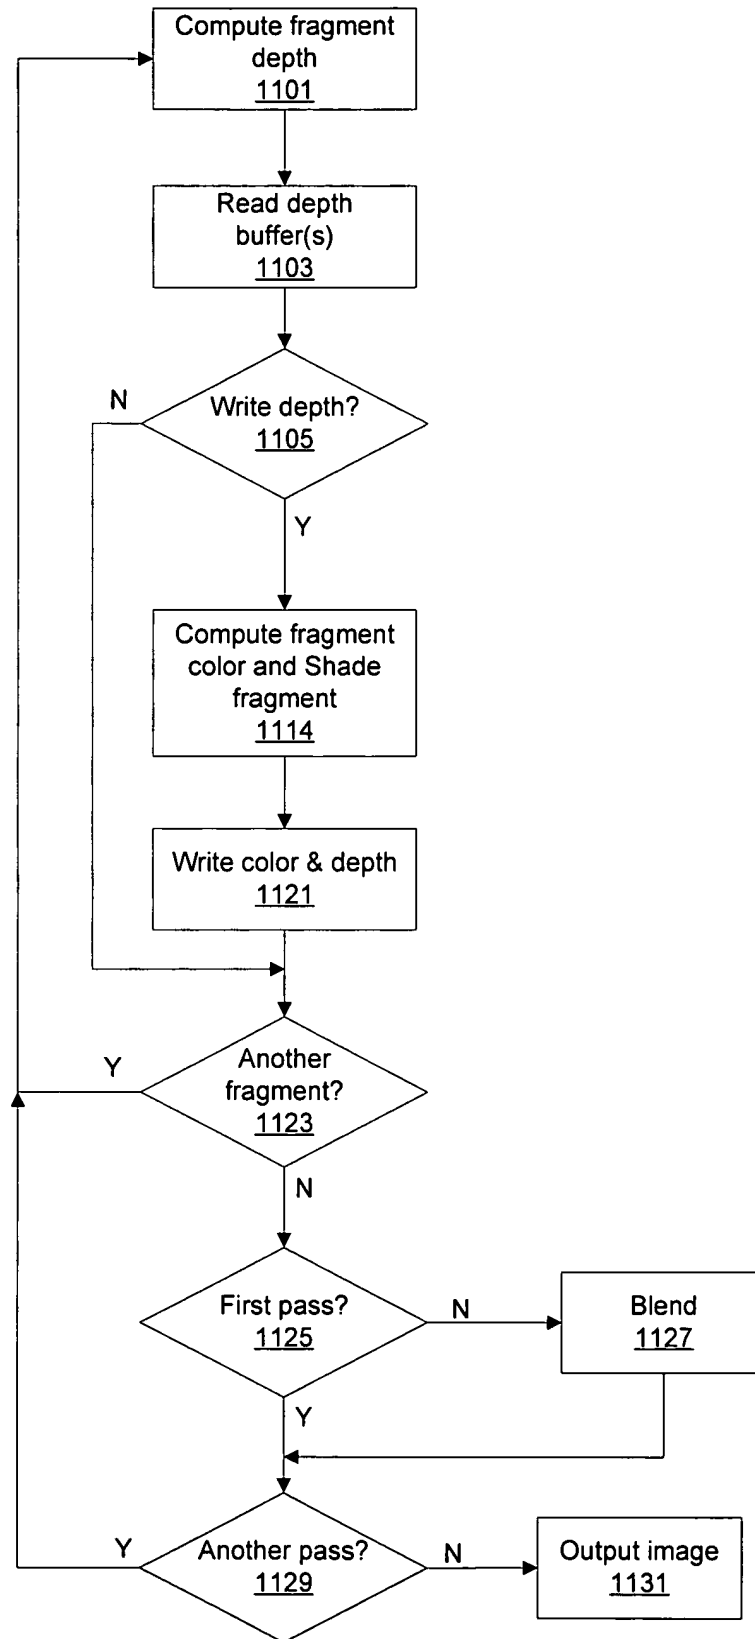 Compute fragment
depth
1101
Read depth
buffer(s)
1103
N
Write depth?
1105
Y
Compute fragment
color and Shade
fragment
1114
Write color & depth
1121
Y
Another
fragment?
1123
N
First pass?
1125
N
Blend
1127
Y
Y
Another pass?
1129
N
Output image
1131